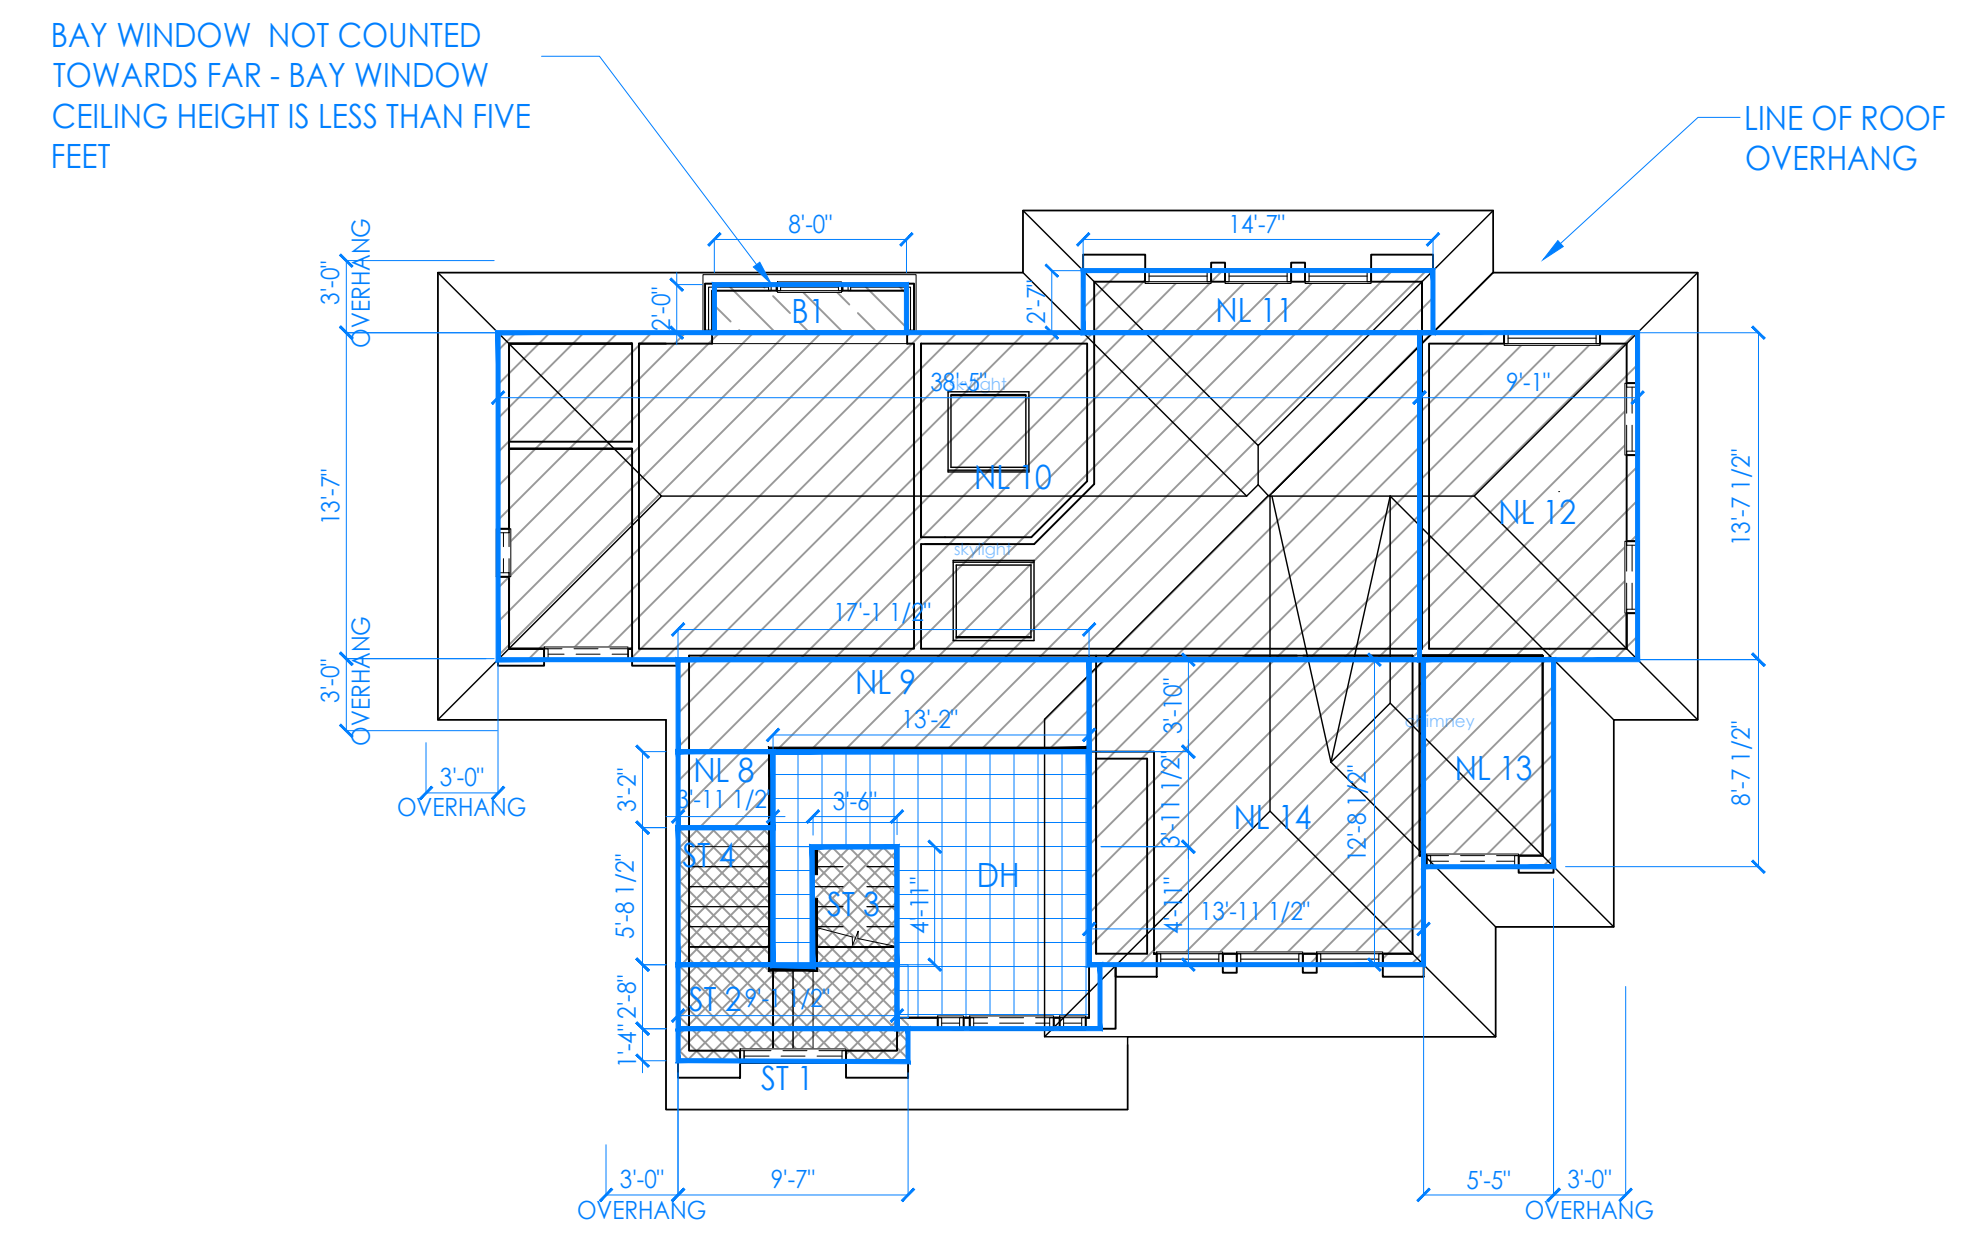 BAY WINDOW NOT COUNTED
TOWARDS FAR - BAY WINDOW
CEILING HEIGHT IS LESS THAN FIVE
FEET
LINE OF ROOF
OVERHANG
8'-0"
14'-7"
3'-0"
OVERHANG
2'-0"
B1
2'-7"
NL 11
38'-5"
skylight
9'-1"
13'-7"
NL 10
NL 12
13'-7 1/2"
skylight
17'-1 1/2"
3'-0"
OVERHANG
NL 9
13'-2"
3'-10"
chimney
3'-0"
OVERHANG
3'-2"
NL 8
3'-11 1/2"
3'-6"
3'-11 1/2"
NL 14
12'-8 1/2"
NL 13
8'-7 1/2"
ST 4
5'-8 1/2"
ST 3
4'-11"
DH
4'-11"
13'-11 1/2"
2'-8"
ST 2
9'-1 1/2"
1'-4"
ST 1
3'-0"
OVERHANG
9'-7"
5'-5"
3'-0"
OVERHANG